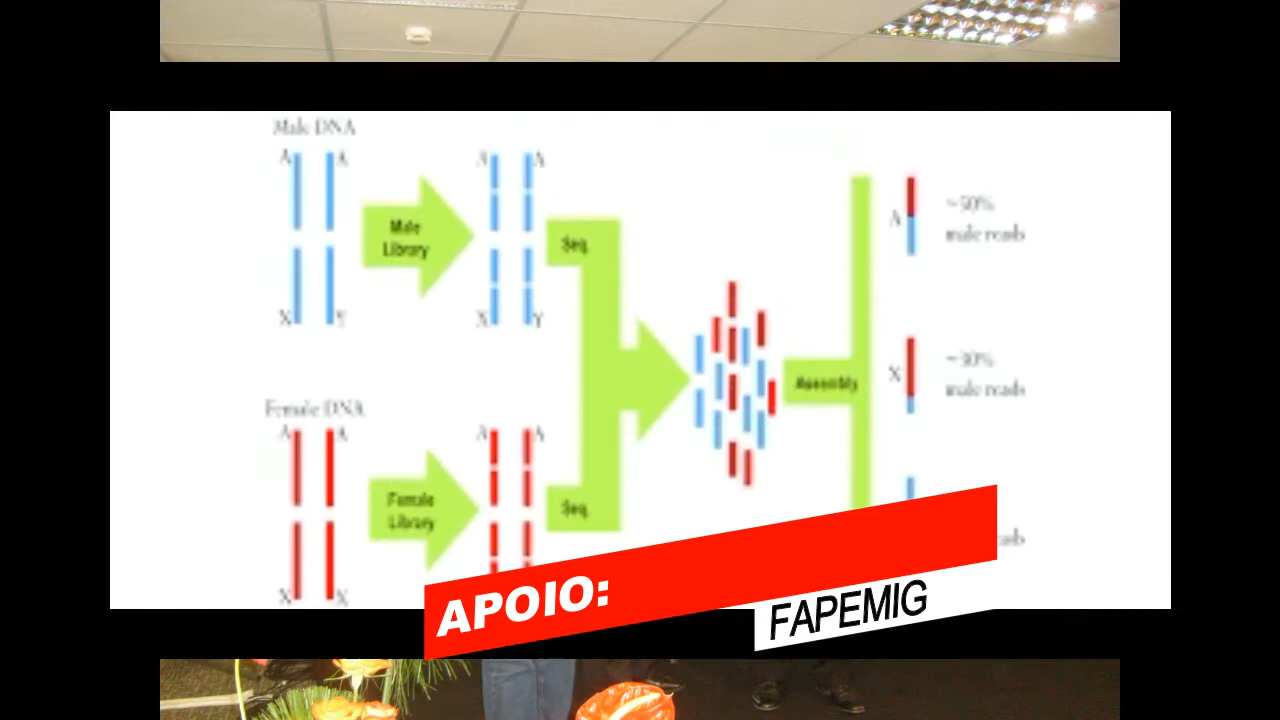 Male DNA
A A
A A
Male
Library
Seq.
X Y
X Y
A
~50%
male reads
X
~30%
male reads
Assembly
Female DNA
A A
A A
Female
Library
Seq.
X X
APOIO:
FAPEMIG